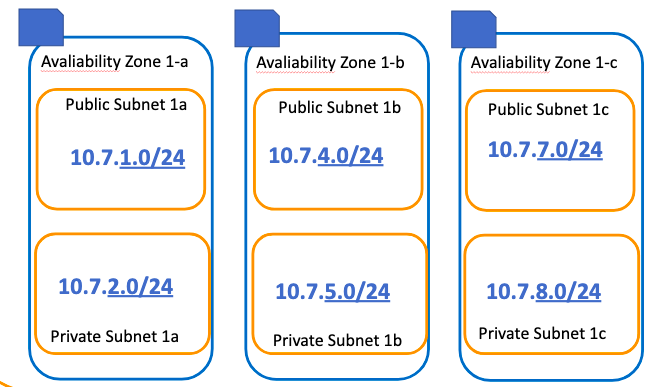 Avaliability Zone 1-a
Public Subnet 1a
10.7.1.0/24
10.7.2.0/24
Private Subnet 1a
Avaliability Zone 1-b
Public Subnet 1b
10.7.4.0/24
10.7.5.0/24
Private Subnet 1b
Avaliability Zone 1-c
Public Subnet 1c
10.7.7.0/24
10.7.8.0/24
Private Subnet 1c